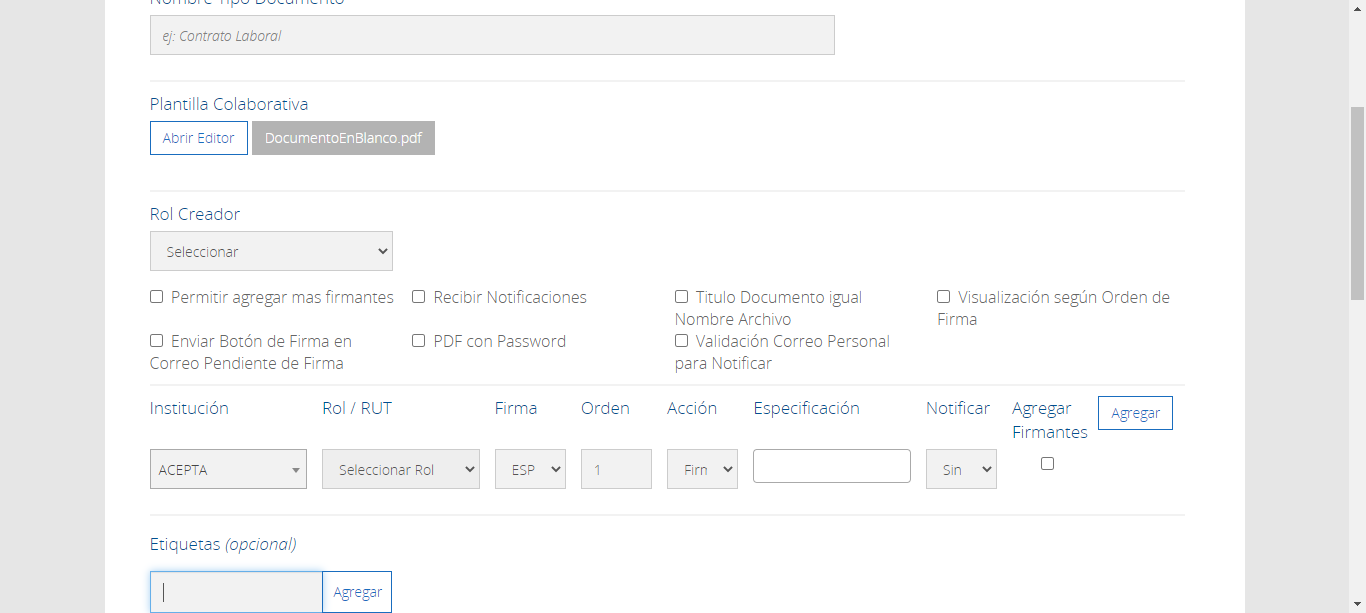 Nombre Tipo Documento
ej: Contrato Laboral
Plantilla Colaborativa
Abrir Editor DocumentoEnBlanco.pdf
Rol Creador
Seleccionar
Permitir agregar mas firmantes Recibir Notificaciones Titulo Documento igual Visualización según Orden de
Nombre Archivo Firma
Enviar Botón de Firma en PDF con Password Validación Correo Personal
Correo Pendiente de Firma para Notificar
Institución Rol / RUT Firma Orden Acción Especificación Notificar Agregar Agregar
Firmantes
ACEPTA Seleccionar Rol ESP 1 Firn Sin
Etiquetas (opcional)
Agregar